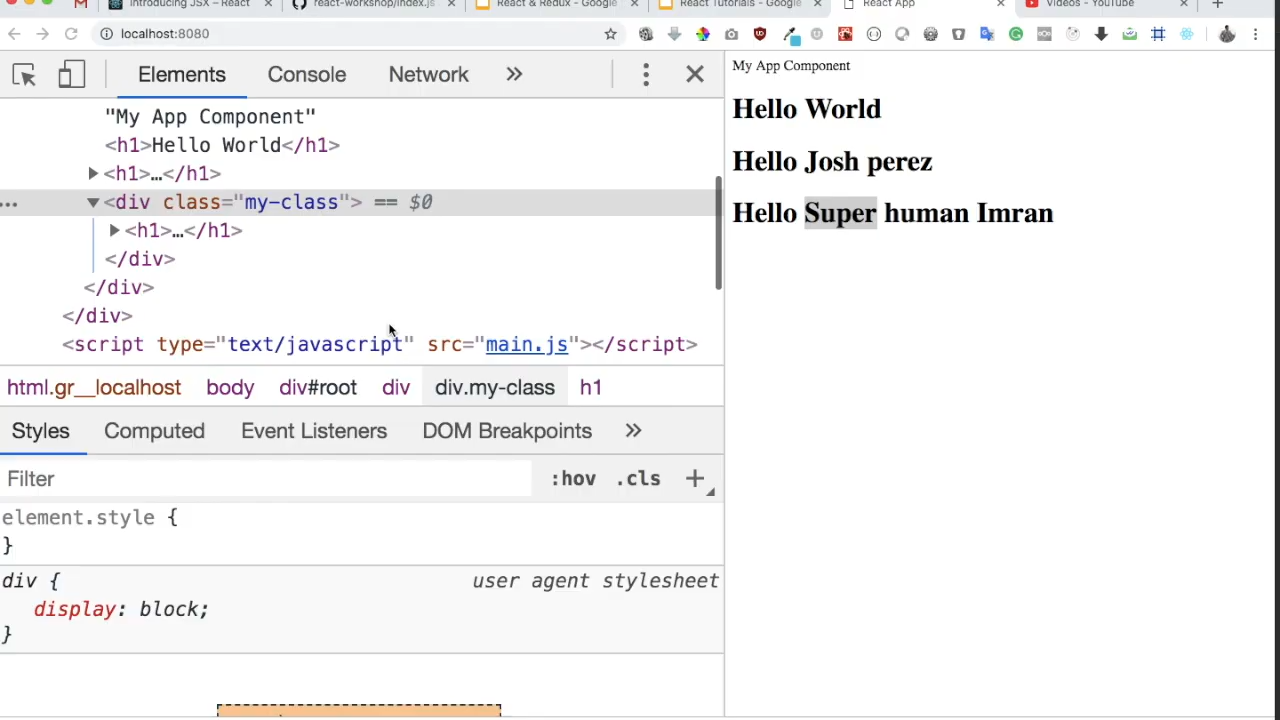 Introducing JSX – React
react-workshop/index.js
React & Redux - Google
React Tutorials - Google
React App
Videos - YouTube
localhost:8080
Elements Console Network »
"My App Component"
<h1>Hello World</h1>
▶<h1>…</h1>
… ▼<div class="my-class"> == $0
▶<h1>…</h1>
</div>
</div>
</div>
<script type="text/javascript" src="main.js"></script>
html.gr__localhost body div#root div div.my-class h1
Styles Computed Event Listeners DOM Breakpoints »
Filter :hov .cls +
element.style {
}
div { user agent stylesheet
display: block;
}
My App Component
Hello World
Hello Josh perez
Hello Super human Imran